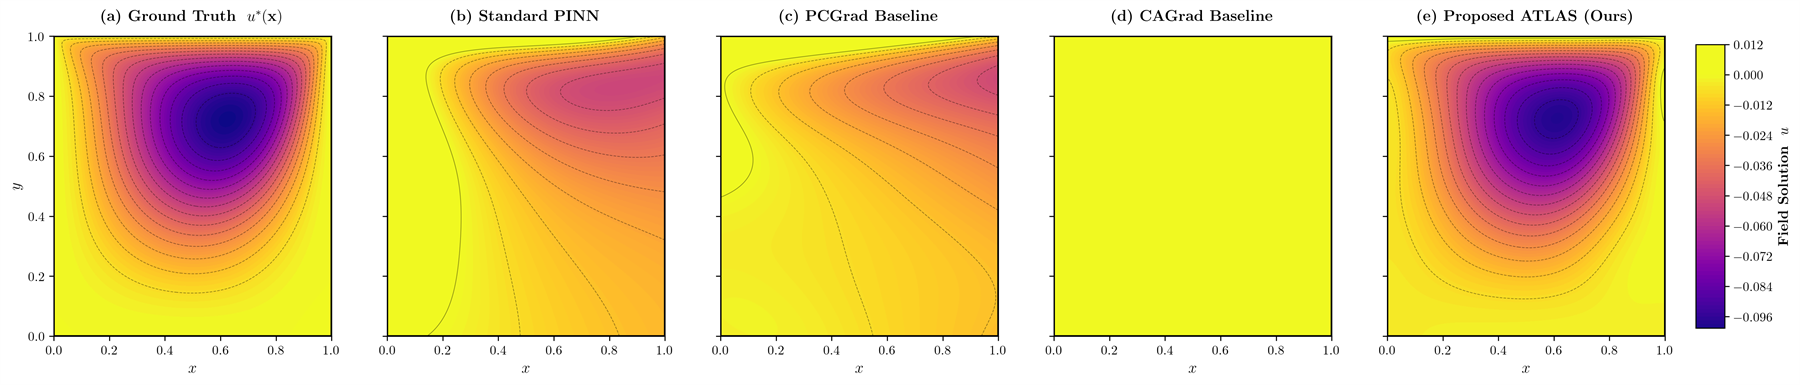 (a) Ground Truth u*(x)
(b) Standard PINN
(c) PCGrad Baseline
(d) CAGrad Baseline
(e) Proposed ATLAS (Ours)
1.0
0.8
0.6
0.4
0.2
0.0
y
0.0 0.2 0.4 0.6 0.8 1.0
x
0.0 0.2 0.4 0.6 0.8 1.0
x
0.0 0.2 0.4 0.6 0.8 1.0
x
0.0 0.2 0.4 0.6 0.8 1.0
x
0.0 0.2 0.4 0.6 0.8 1.0
x
0.012
0.000
−0.012
−0.024
−0.036
−0.048
−0.060
−0.072
−0.084
−0.096
Field Solution u